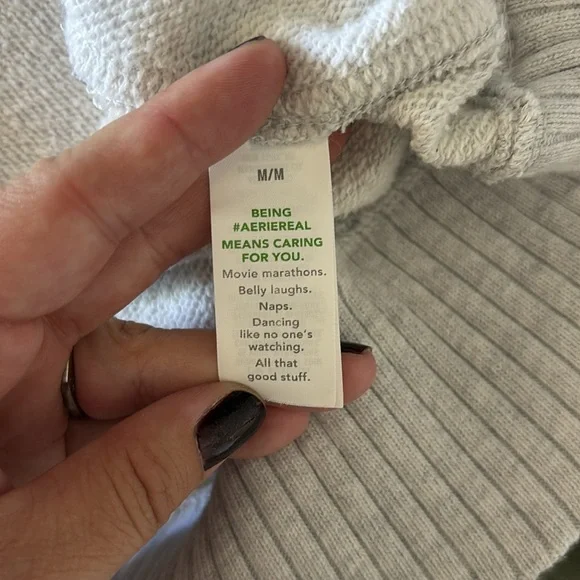 M/M
BEING
#AERIEREAL
MEANS CARING
FOR YOU.
Movie marathons.
Belly laughs.
Naps.
Dancing
like no one's
watching.
All that
good stuff.